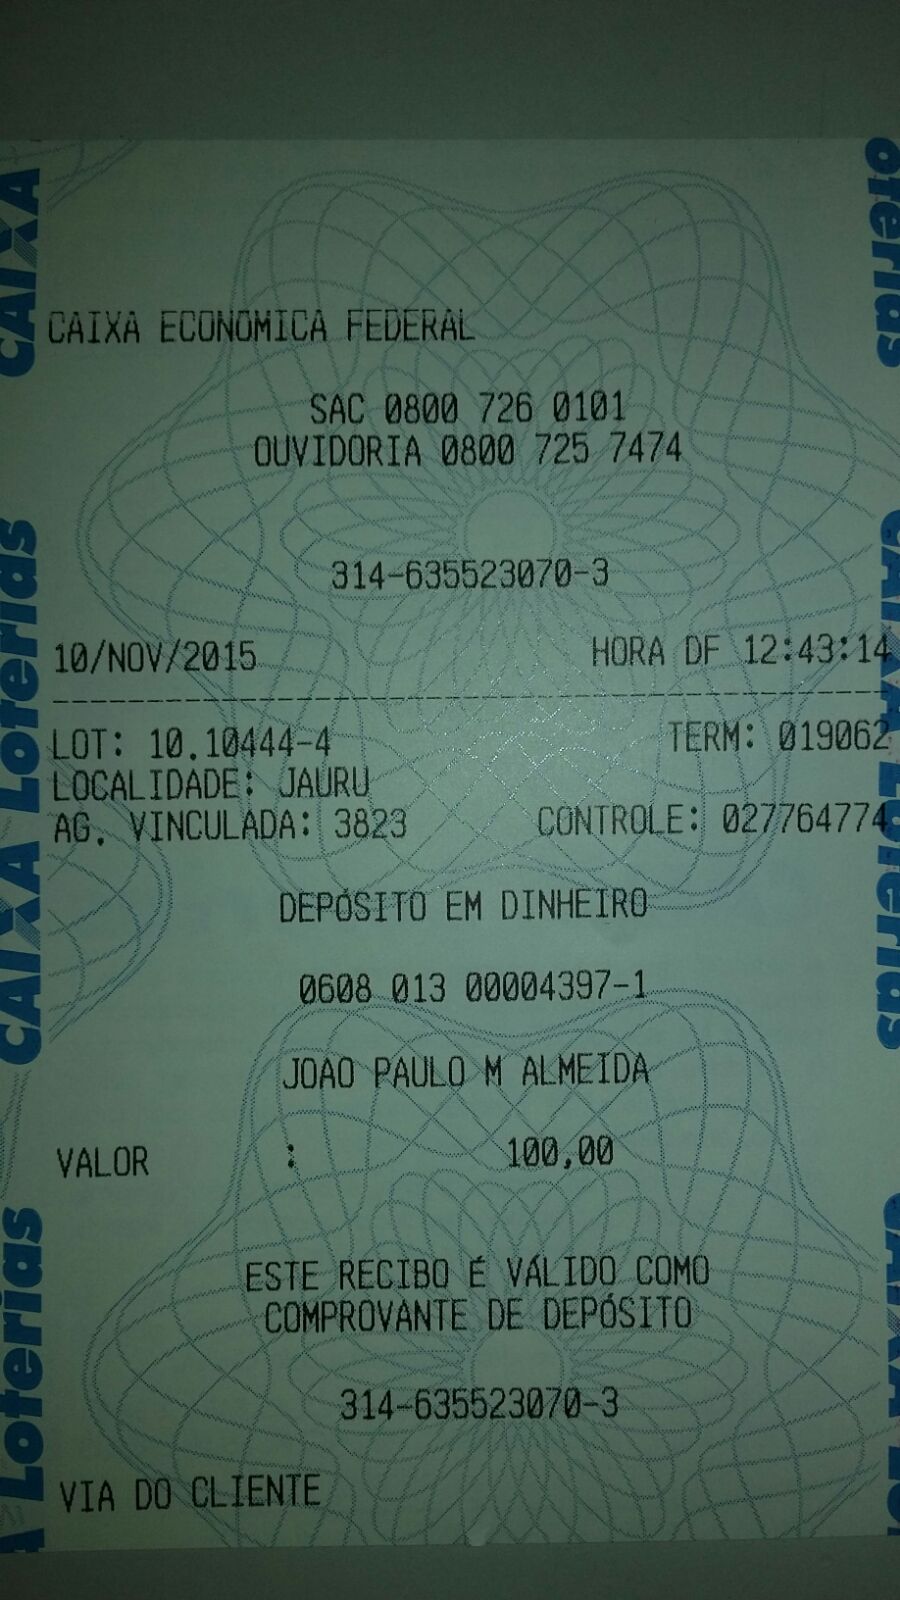 CAIXA ECONOMICA FEDERAL
SAC 0800 726 0101
OUVIDORIA 0800 725 7474
314-635523070-3
10/NOV/2015 HORA DF 12:43:14
LOT: 10.10444-4 TERM: 019062
LOCALIDADE: JAURU
AG. VINCULADA: 3823 CONTROLE: 027764774
DEPÓSITO EM DINHEIRO
0608 013 00004397-1
JOAO PAULO M ALMEIDA
VALOR : 100,00
ESTE RECIBO É VÁLIDO COMO
COMPROVANTE DE DEPÓSITO
314-635523070-3
VIA DO CLIENTE
CAIXA
CAIXA Loterias
Loterias
oterias
CAIXA Loterias